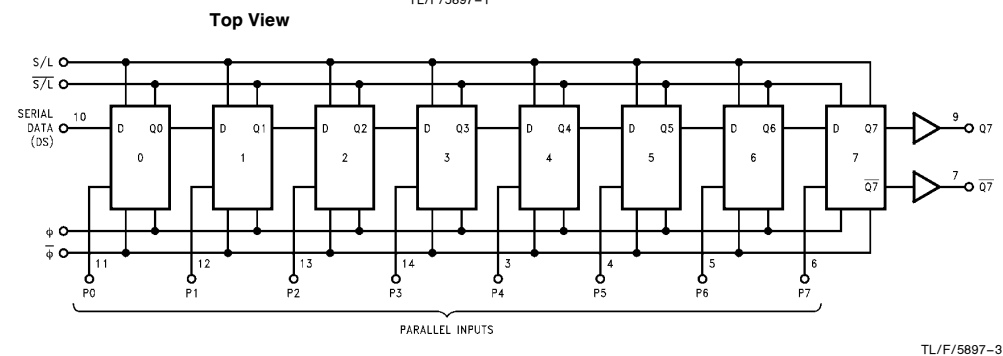 TL/F/5897-1
Top View
S/L
S/L
SERIAL DATA (DS)
10
D Q0
0
D Q1
1
D Q2
2
D Q3
3
D Q4
4
D Q5
5
D Q6
6
D Q7
7
Q7
9
Q7
7
Q7
φ
φ
11
12
13
14
3
4
5
6
P0
P1
P2
P3
P4
P5
P6
P7
PARALLEL INPUTS
TL/F/5897-3